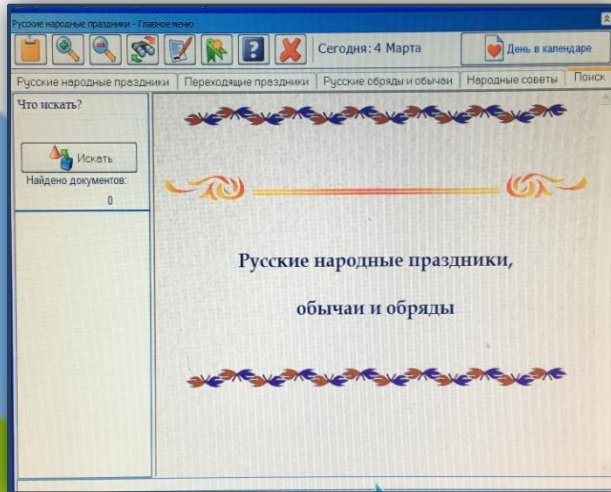 Русские народные праздники - Главное меню
?
Сегодня: 4 Марта
День в календаре
Русские народные праздники
Переходящие праздники
Русские обряды и обычаи
Народные советы
Поиск
Что искать?
Искать
Найдено документов:
0
Русские народные праздники,
обычаи и обряды